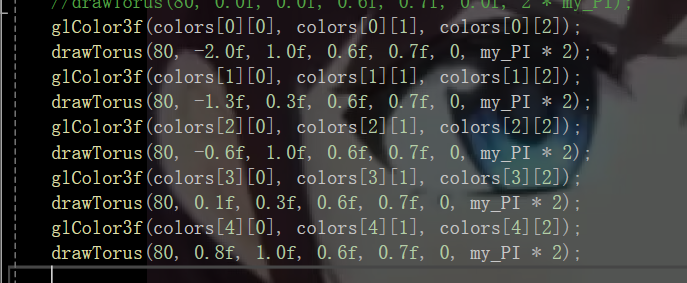 //drawTorus(80, 0.0f, 0.0f, 0.6f, 0.7f, 0.0f, 2 * my_PI);
glColor3f(colors[0][0], colors[0][1], colors[0][2]);
drawTorus(80, -2.0f, 1.0f, 0.6f, 0.7f, 0, my_PI * 2);
glColor3f(colors[1][0], colors[1][1], colors[1][2]);
drawTorus(80, -1.3f, 0.3f, 0.6f, 0.7f, 0, my_PI * 2);
glColor3f(colors[2][0], colors[2][1], colors[2][2]);
drawTorus(80, -0.6f, 1.0f, 0.6f, 0.7f, 0, my_PI * 2);
glColor3f(colors[3][0], colors[3][1], colors[3][2]);
drawTorus(80, 0.1f, 0.3f, 0.6f, 0.7f, 0, my_PI * 2);
glColor3f(colors[4][0], colors[4][1], colors[4][2]);
drawTorus(80, 0.8f, 1.0f, 0.6f, 0.7f, 0, my_PI * 2);